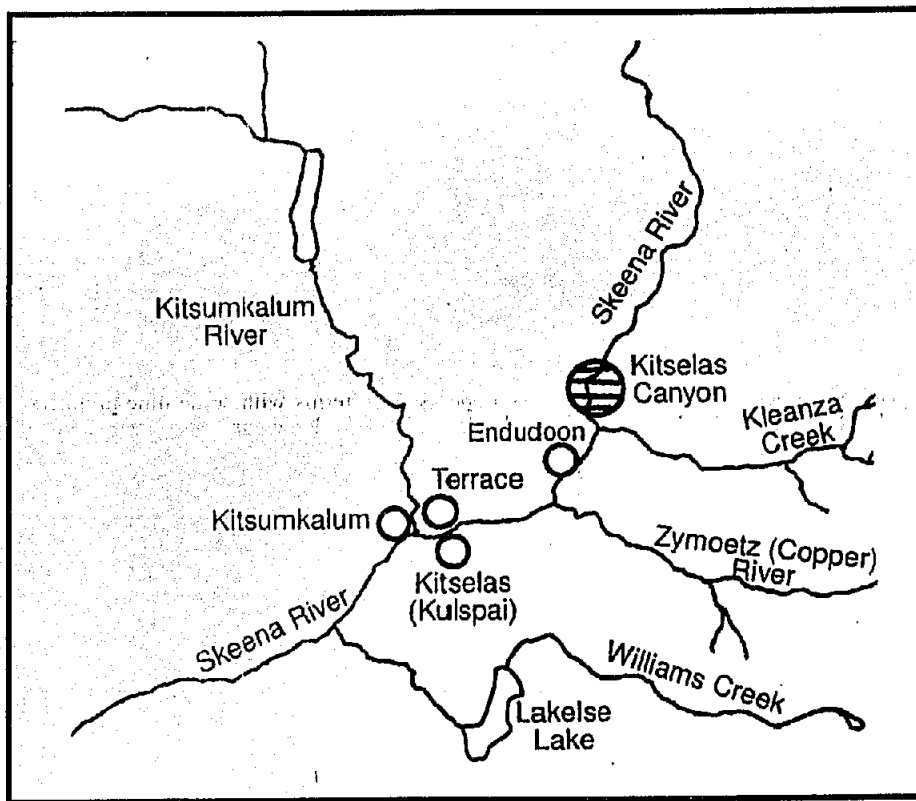 Kitsumkalum
River
Skeena River
Kitselas
Canyon
Kleanza
Creek
Endudoon
Terrace
Kitsumkalum
Kitselas
(Kulspai)
Zymoetz (Copper)
River
Skeena River
Williams Creek
Lakelse
Lake